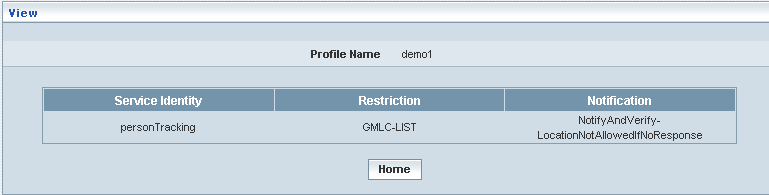 View
Profile Name demo1
Service Identity Restriction Notification
personTracking GMLC-LIST NotifyAndVerify-
LocationNotAllowedIfNoResponse
Home